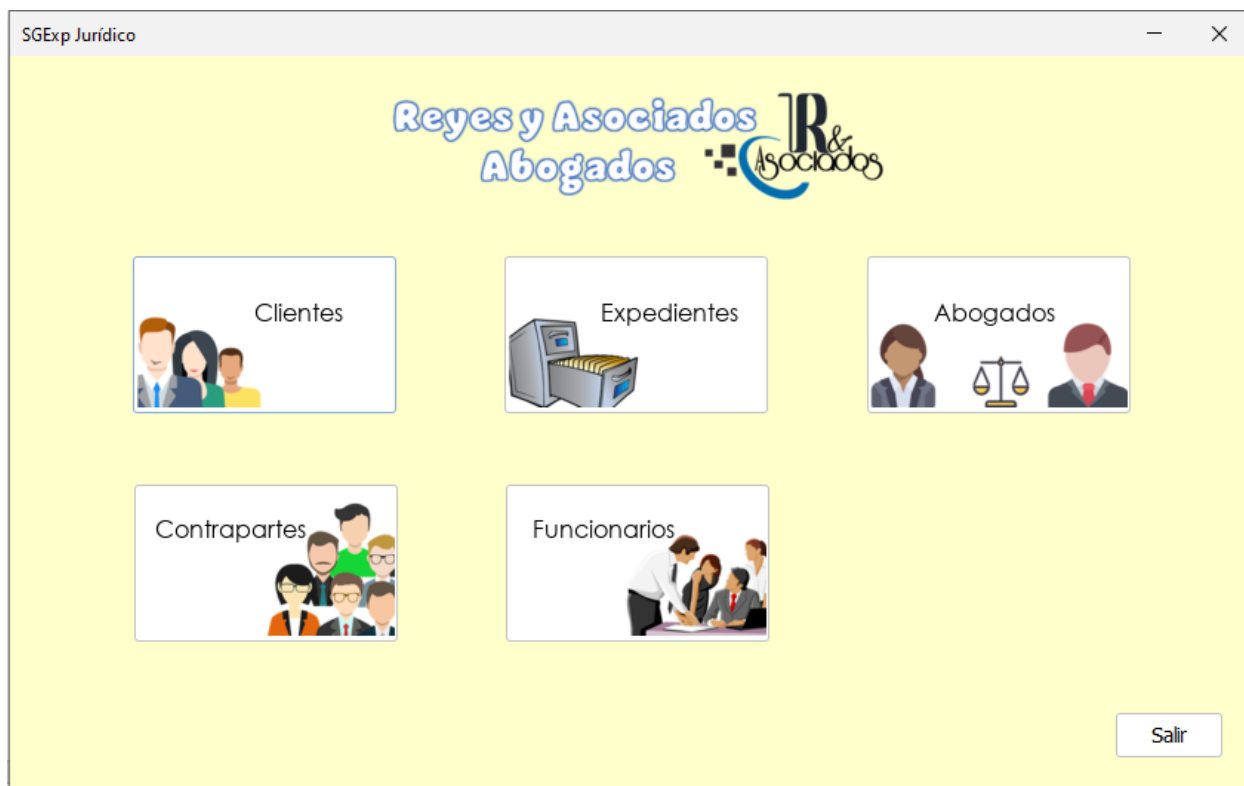 SGExp Jurídico
Reyes y Asociados
Abogados
R&
Asociados
Clientes
Expedientes
Abogados
Contrapartes
Funcionarios
Salir